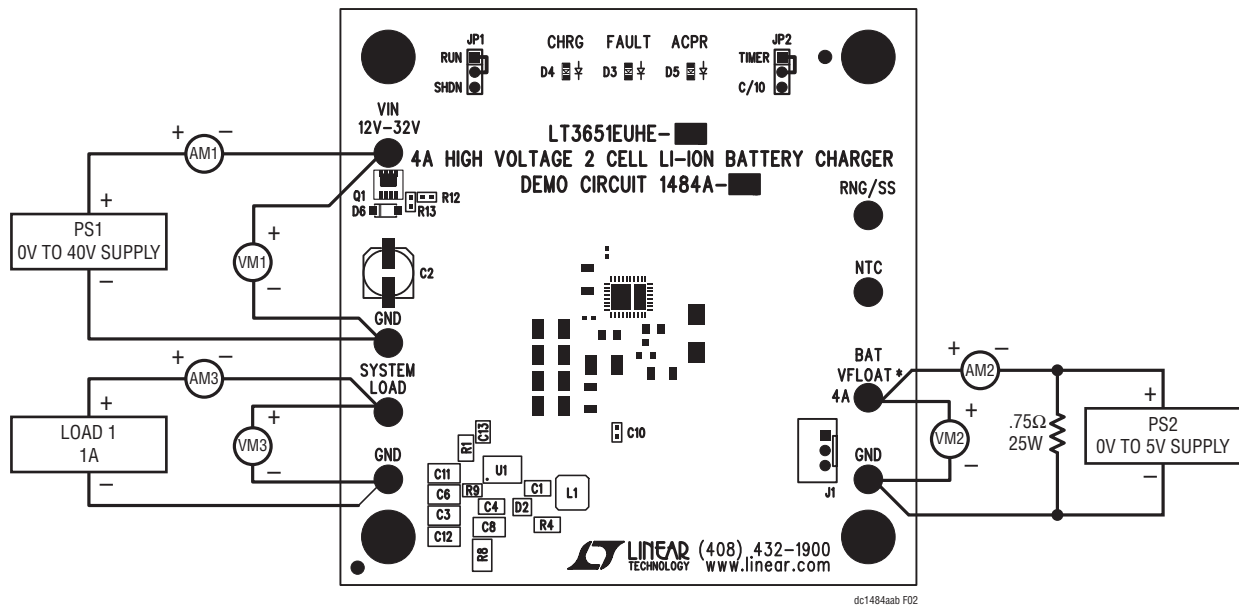 JP1
RUN
SHDN
CHRG FAULT ACPR
D4 D3 D5
JP2
TIMER
C/10
VIN
12V-32V
LT3651EUHE-
4A HIGH VOLTAGE 2 CELL LI-ION BATTERY CHARGER
DEMO CIRCUIT 1484A-
RNG/SS
NTC
Q1
D6
R12
R13
C2
GND
SYSTEM
LOAD
GND
BAT
VFLOAT *
4A
GND
J1
C10
R1
C13
C11
U1
C6
R9
C1
L1
C3
C4
D2
C12
C8
R4
R8
LINEAR
TECHNOLOGY
(408) 432-1900
www.linear.com
+ AM1 −
+
PS1
0V TO 40V SUPPLY
−
+
VM1
−
+ AM3 −
+
LOAD 1
1A
−
+
VM3
−
+ AM2 −
+
VM2
−
.75Ω
25W
+
PS2
0V TO 5V SUPPLY
−
dc1484aab F02